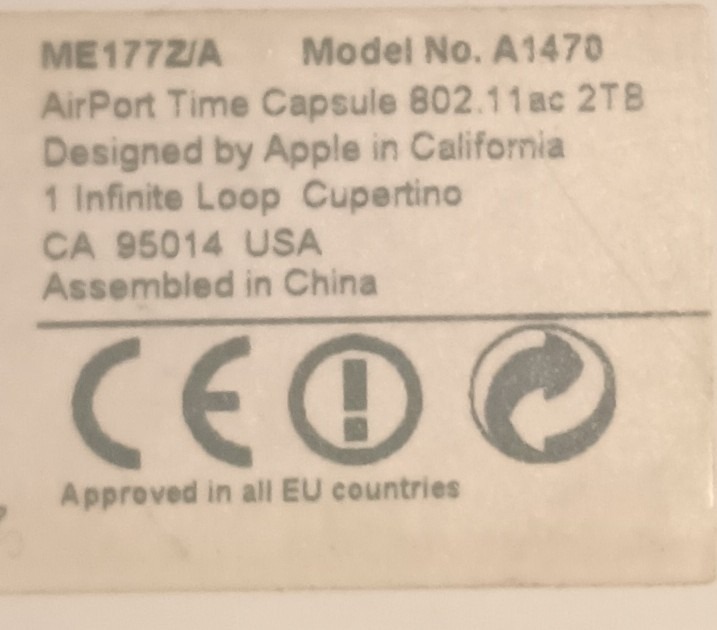 ME177Z/A Model No. A1470
AirPort Time Capsule 802.11ac 2TB
Designed by Apple in California
1 Infinite Loop Cupertino
CA 95014 USA
Assembled in China
CE
Approved in all EU countries